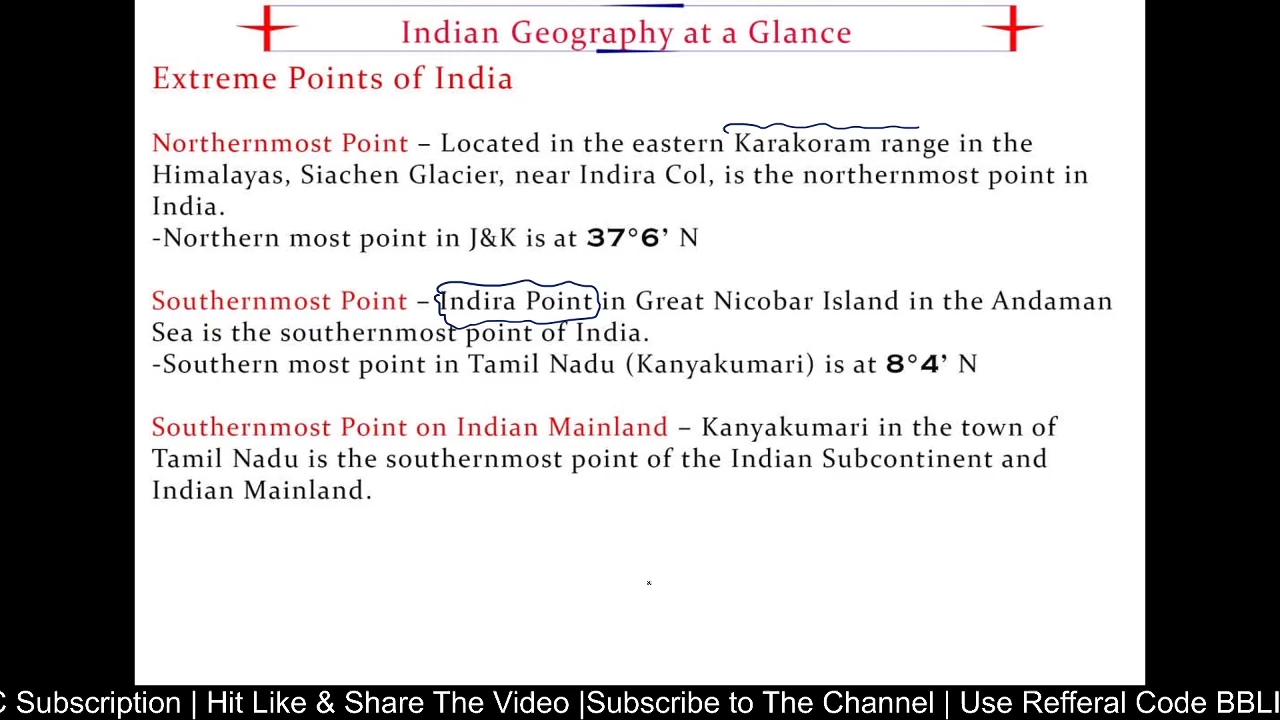 Indian Geography at a Glance
Extreme Points of India
Northernmost Point – Located in the eastern Karakoram range in the
Himalayas, Siachen Glacier, near Indira Col, is the northernmost point in
India.
-Northern most point in J&K is at 37°6’ N
Southernmost Point – Indira Point in Great Nicobar Island in the Andaman
Sea is the southernmost point of India.
-Southern most point in Tamil Nadu (Kanyakumari) is at 8°4’ N
Southernmost Point on Indian Mainland – Kanyakumari in the town of
Tamil Nadu is the southernmost point of the Indian Subcontinent and
Indian Mainland.
C Subscription | Hit Like & Share The Video |Subscribe to The Channel | Use Refferal Code BBLI